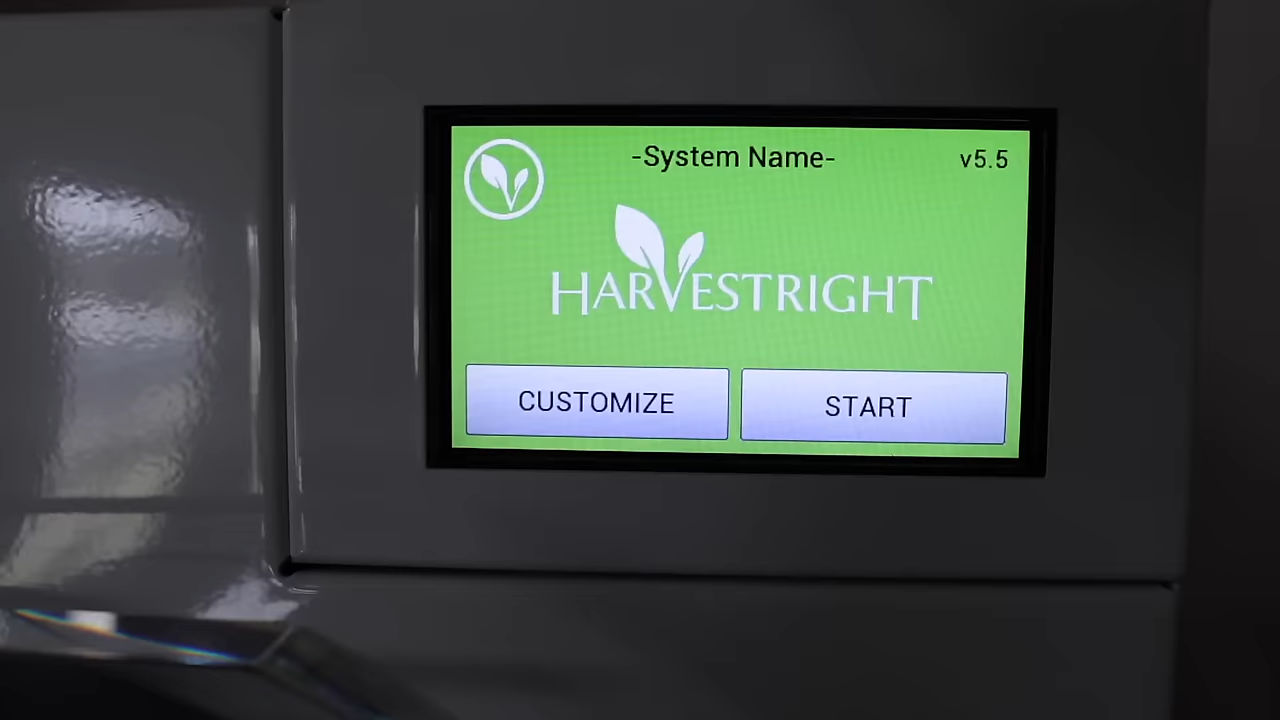 -System Name-
v5.5
HARVESTRIGHT
CUSTOMIZE
START